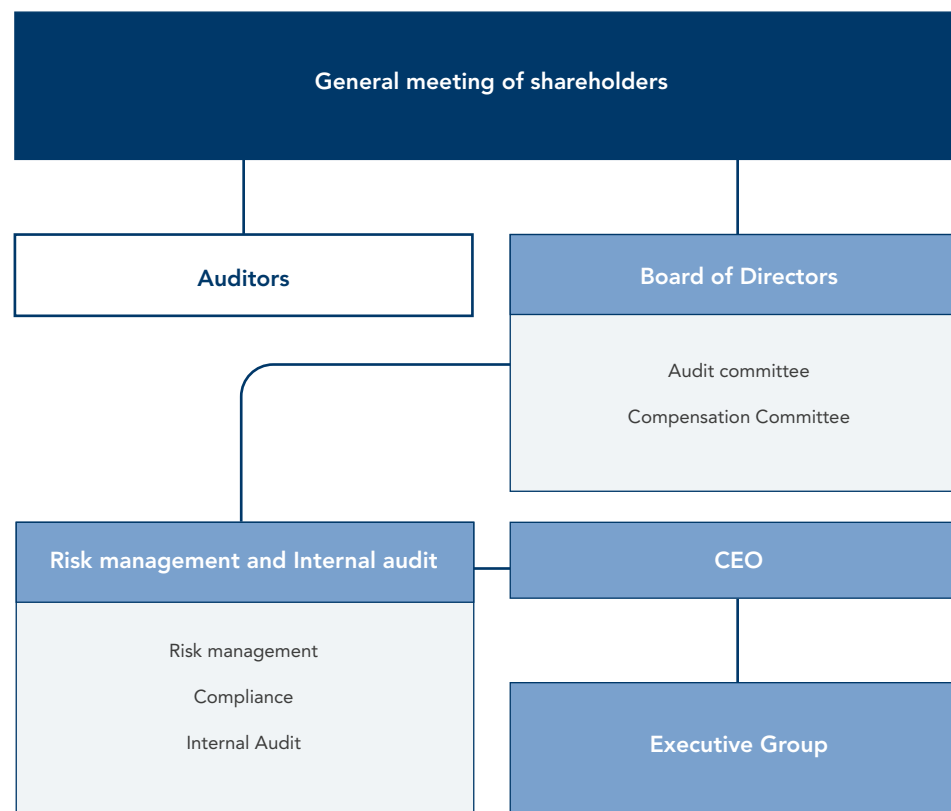 General meeting of shareholders
Auditors
Board of Directors
Audit committee
Compensation Committee
Risk management and Internal audit
CEO
Risk management
Compliance
Internal Audit
Executive Group